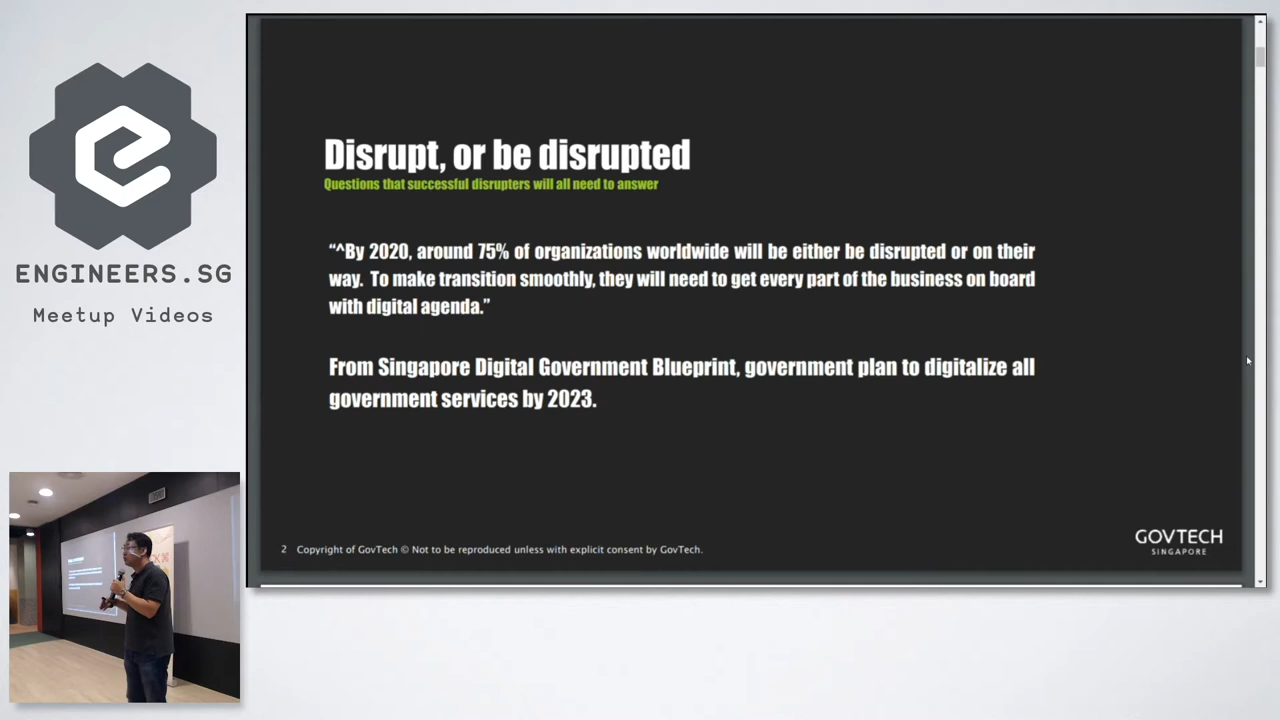 ENGINEERS.SG
Meetup Videos
Disrupt, or be disrupted
Questions that successful disrupters will all need to answer
“^By 2020, around 75% of organizations worldwide will be either be disrupted or on their
way.  To make transition smoothly, they will need to get every part of the business on board
with digital agenda.”
From Singapore Digital Government Blueprint, government plan to digitalize all
government services by 2023.
2 Copyright of GovTech © Not to be reproduced unless with explicit consent by GovTech.
GOVTECH
SINGAPORE